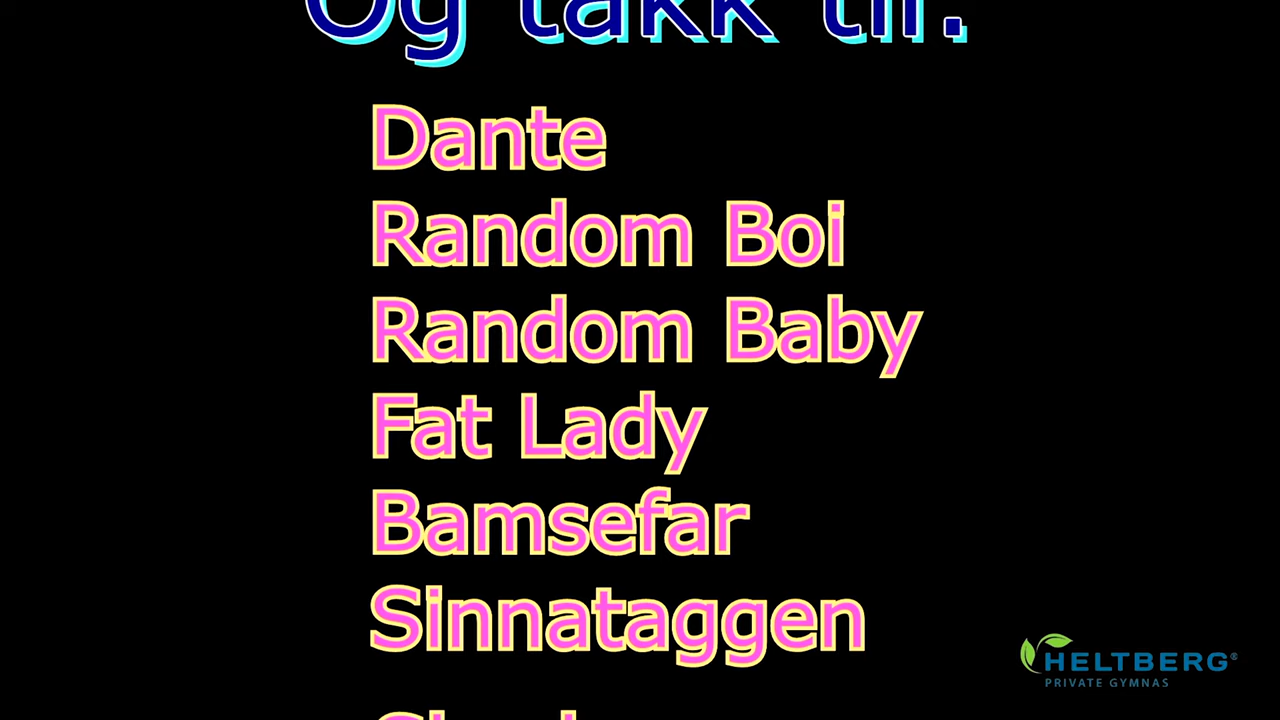 Og takk til:
Dante
Random Boi
Random Baby
Fat Lady
Bamsefar
Sinnataggen
HELTBERG®
PRIVATE GYMNAS